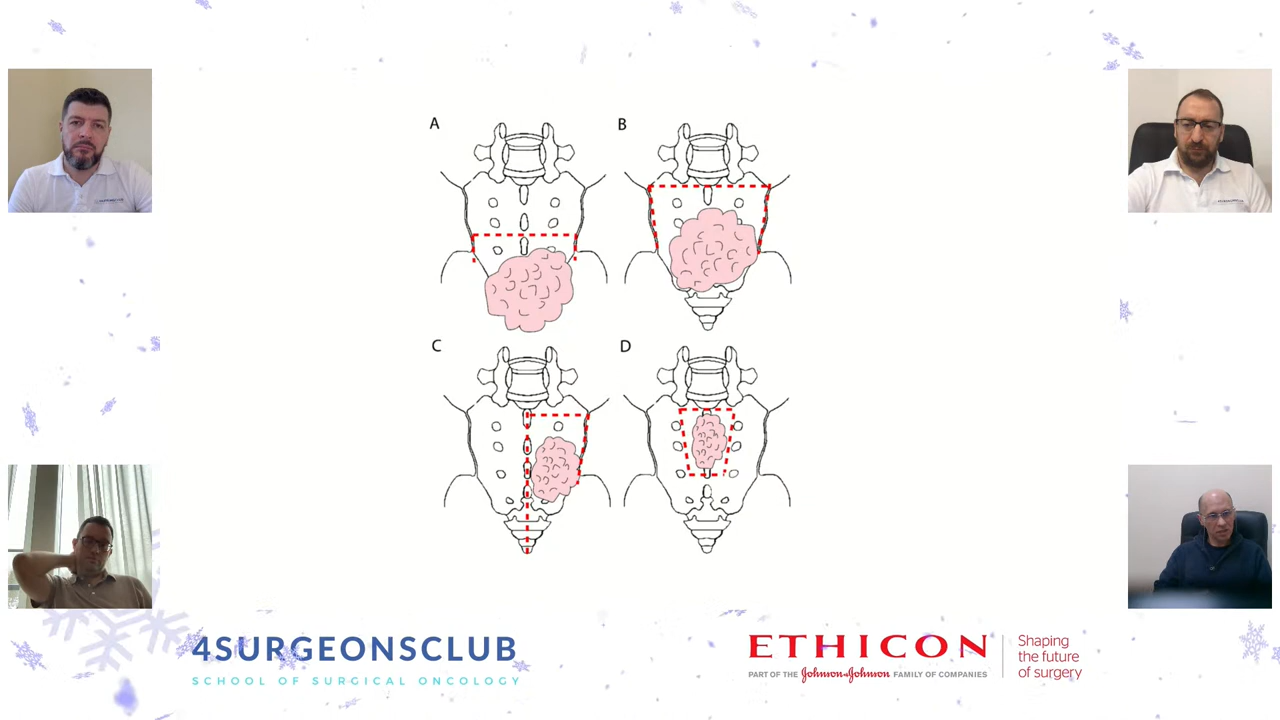 A
B
C
D
4SURGEONSCLUB
SCHOOL OF SURGICAL ONCOLOGY
ETHICON
PART OF THE Johnson & Johnson FAMILY OF COMPANIES
Shaping
the future
of surgery